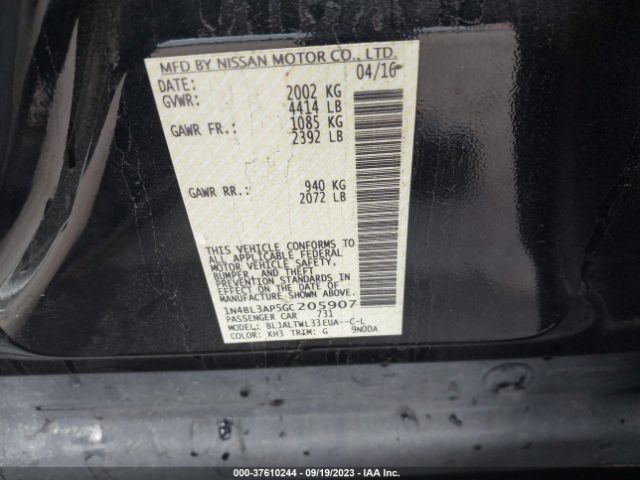 MFD BY NISSAN MOTOR CO., LTD.
DATE: 04/16
GVWR: 2002 KG
4414 LB
GAWR FR.: 1085 KG
2392 LB
GAWR RR.: 940 KG
2072 LB
THIS VEHICLE CONFORMS TO
ALL APPLICABLE FEDERAL
MOTOR VEHICLE SAFETY,
BUMPER, AND THEFT
PREVENTION STANDARDS IN
EFFECT ON THE DATE OF
MANUFACTURE SHOWN ABOVE.
1N4BL3AP5GC205907
PASSENGER CAR 731
MODEL: BL3ALTWL33EUA--C-L
COLOR: KH3 TRIM: G 9N00A
000-37610244 - 09/19/2023 - IAA Inc.